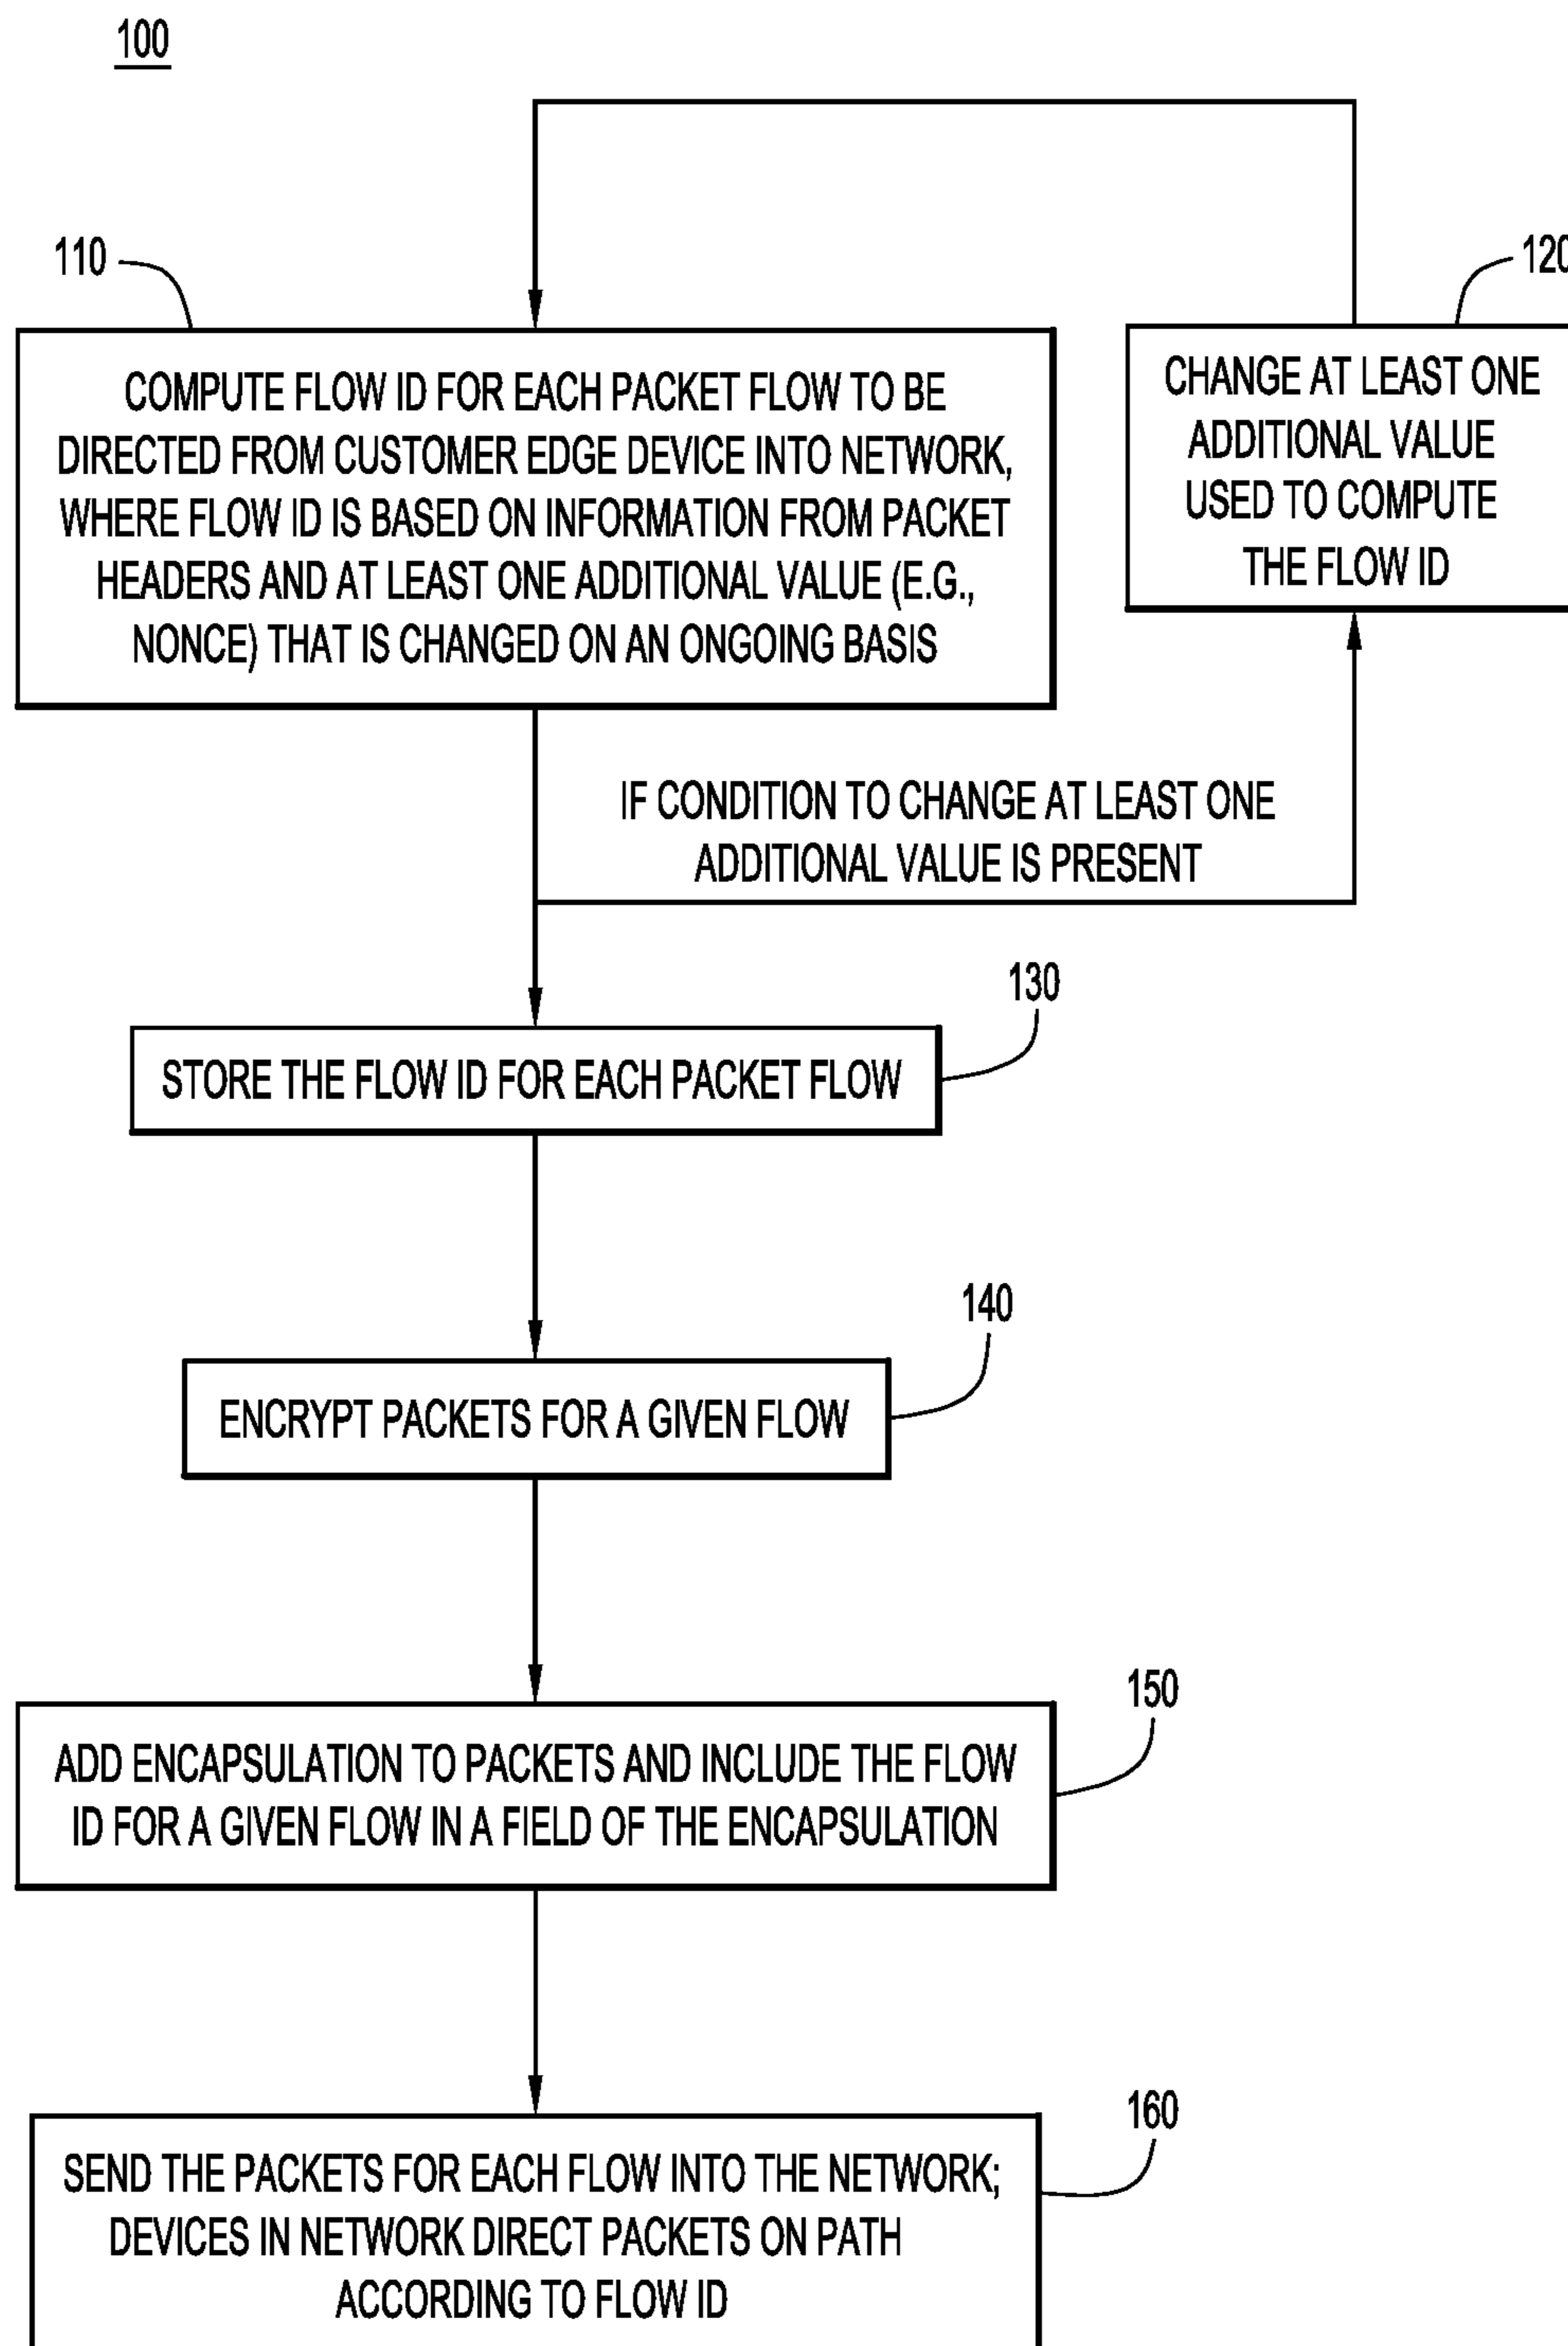 100
110
120
COMPUTE FLOW ID FOR EACH PACKET FLOW TO BE
DIRECTED FROM CUSTOMER EDGE DEVICE INTO NETWORK,
WHERE FLOW ID IS BASED ON INFORMATION FROM PACKET
HEADERS AND AT LEAST ONE ADDITIONAL VALUE (E.G.,
NONCE) THAT IS CHANGED ON AN ONGOING BASIS
CHANGE AT LEAST ONE
ADDITIONAL VALUE
USED TO COMPUTE
THE FLOW ID
IF CONDITION TO CHANGE AT LEAST ONE
ADDITIONAL VALUE IS PRESENT
130
STORE THE FLOW ID FOR EACH PACKET FLOW
140
ENCRYPT PACKETS FOR A GIVEN FLOW
150
ADD ENCAPSULATION TO PACKETS AND INCLUDE THE FLOW
ID FOR A GIVEN FLOW IN A FIELD OF THE ENCAPSULATION
160
SEND THE PACKETS FOR EACH FLOW INTO THE NETWORK;
DEVICES IN NETWORK DIRECT PACKETS ON PATH
ACCORDING TO FLOW ID